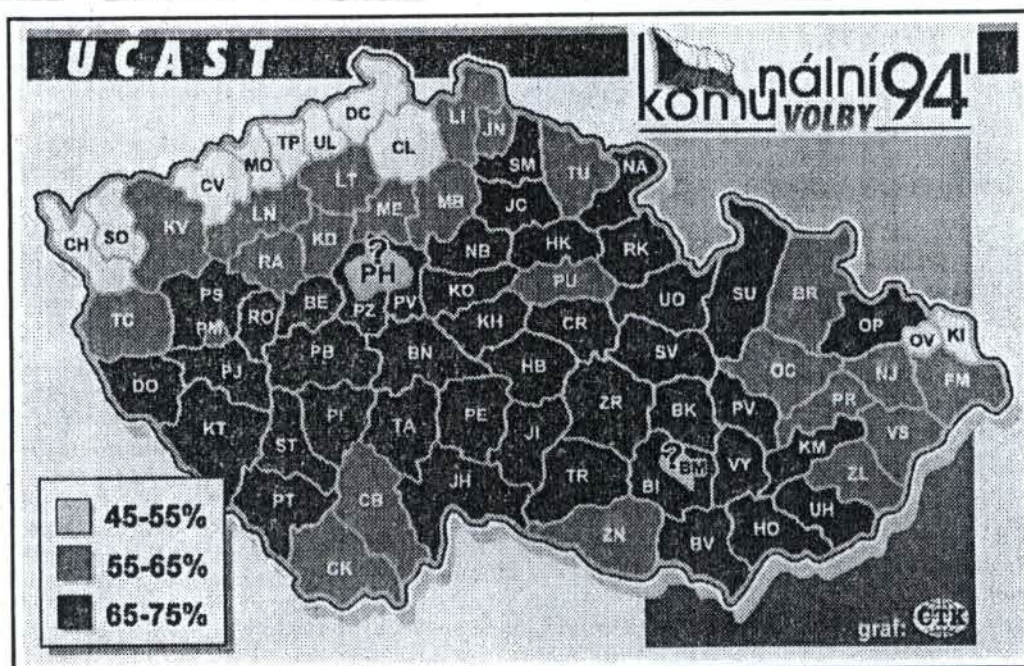 ÚČAST
komunální 94'
VOLBY
DC
LI
JN
TP
UL
CL
MO
SM
NA
CV
LT
TU
LN
ME
MB
JC
KV
SO
CH
KD
RA
?
PH
NB
HK
RK
PU
PS
BE
KO
UO
SU
BR
TC
PM
RO
PZ
PV
KH
CR
OP
OV
KI
PB
BN
SV
DO
PJ
HB
OC
NJ
FM
PR
KT
PI
TA
PE
ZR
BK
PV
VS
ST
JI
KM
?
BM
VY
ZL
PT
CB
JH
TR
BI
UH
ZN
HO
BV
CK
45-55%
55-65%
65-75%
graf: ČTK